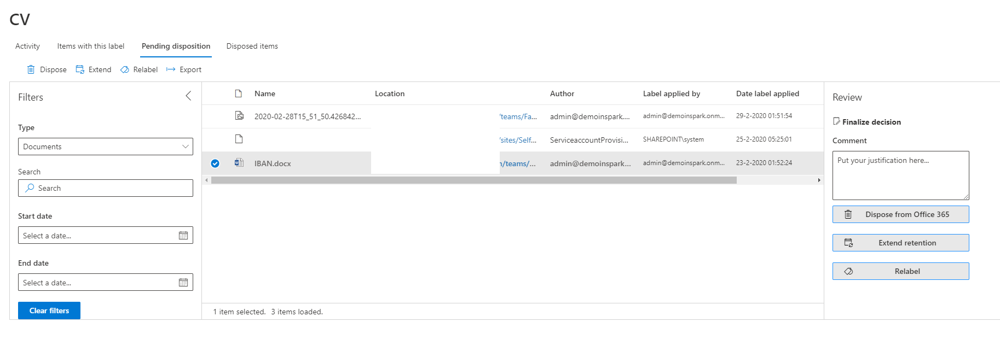 CV
Activity Items with this label Pending disposition Disposed items
Dispose Extend Relabel Export
Filters
Type
Documents
Search
Search
Start date
Select a date...
End date
Select a date...
Clear filters
Name Location Author Label applied by Date label applied
2020-02-28T15_51_50.426842... /teams/Fa... admin@demoinspark.... admin@demoinspark.onm... 29-2-2020 01:51:54
/sites/Self... ServiceaccountProvisi... SHAREPOINT\system 25-2-2020 05:25:01
IBAN.docx /teams/... admin@demoinspark... admin@demoinspark.onm... 23-2-2020 01:52:24
1 item selected. 3 items loaded.
Review
Finalize decision
Comment
Put your justification here...
Dispose from Office 365
Extend retention
Relabel